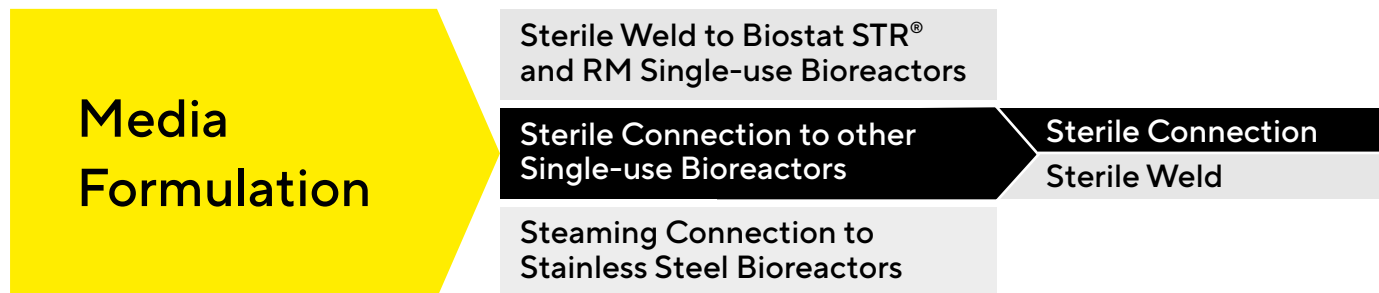 Media
Formulation
Sterile Weld to Biostat STR®
and RM Single-use Bioreactors
Sterile Connection to other
Single-use Bioreactors
Sterile Connection
Sterile Weld
Steaming Connection to
Stainless Steel Bioreactors